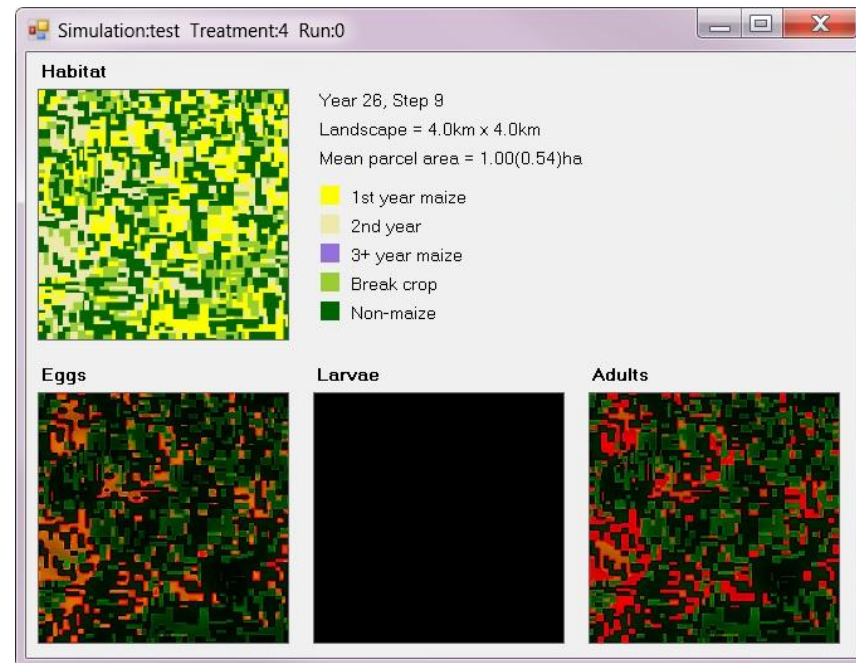 Simulation:test Treatment:4 Run:0
Habitat
Year 26, Step 9
Landscape = 4.0km x 4.0km
Mean parcel area = 1.00(0.54)ha
1st year maize
2nd year
3+ year maize
Break crop
Non-maize
Eggs
Larvae
Adults